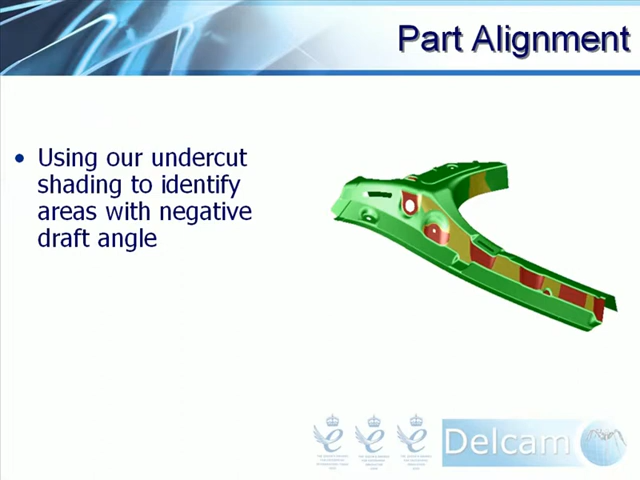 Part Alignment
• Using our undercut
shading to identify
areas with negative
draft angle
Delcam